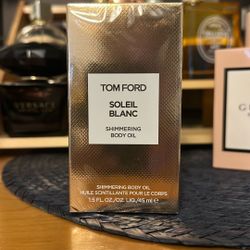 TOM FORD
SOLEIL
BLANC
SHIMMERING
BODY OIL
SHIMMERING BODY OIL
HUILE SCINTILLANTE POUR LE CORPS
1.5 FL.OZ./OZ. LIQ./45 ml ℮
VERSACE